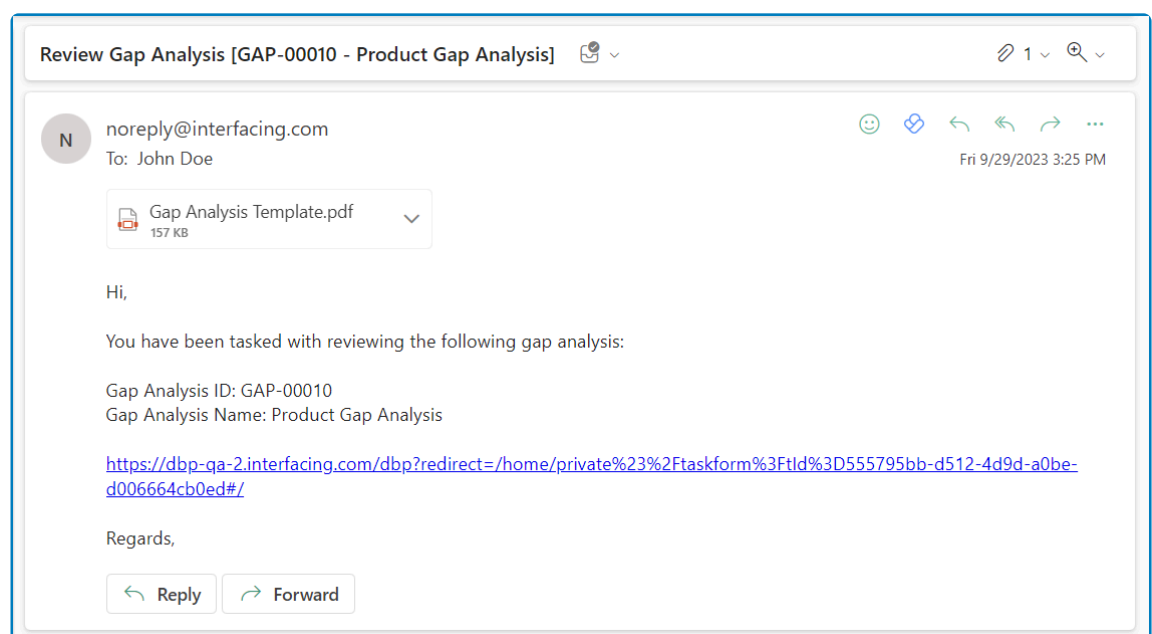 Review Gap Analysis [GAP-00010 - Product Gap Analysis]
1
N
noreply@interfacing.com
To: John Doe
Fri 9/29/2023 3:25 PM
Gap Analysis Template.pdf
157 KB
Hi,
You have been tasked with reviewing the following gap analysis:
Gap Analysis ID: GAP-00010
Gap Analysis Name: Product Gap Analysis
https://dbp-qa-2.interfacing.com/dbp?redirect=/home/private%23%2Ftaskform%3FtId%3D555795bb-d512-4d9d-a0be-
d006664cb0ed#/
Regards,
Reply
Forward